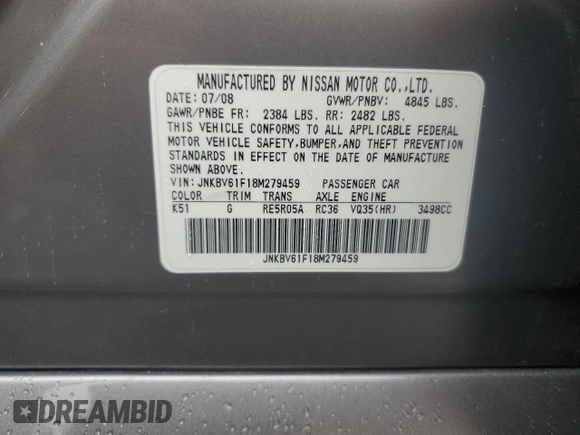 MANUFACTURED BY NISSAN MOTOR CO.,LTD.
DATE: 07/08 GVWR/PNBV: 4845 LBS.
GAWR/PNBE FR: 2384 LBS. RR: 2482 LBS.
THIS VEHICLE CONFORMS TO ALL APPLICABLE FEDERAL
MOTOR VEHICLE SAFETY,BUMPER,AND THEFT PREVENTION
STANDARDS IN EFFECT ON THE DATE OF MANUFACTURE
SHOWN ABOVE.
VIN: JNKBV61F18M279459 PASSENGER CAR
COLOR TRIM TRANS AXLE ENGINE
K51 G RE5R05A RC36 VQ35(HR) 3498CC
JNKBV61F18M279459
DREAMBID